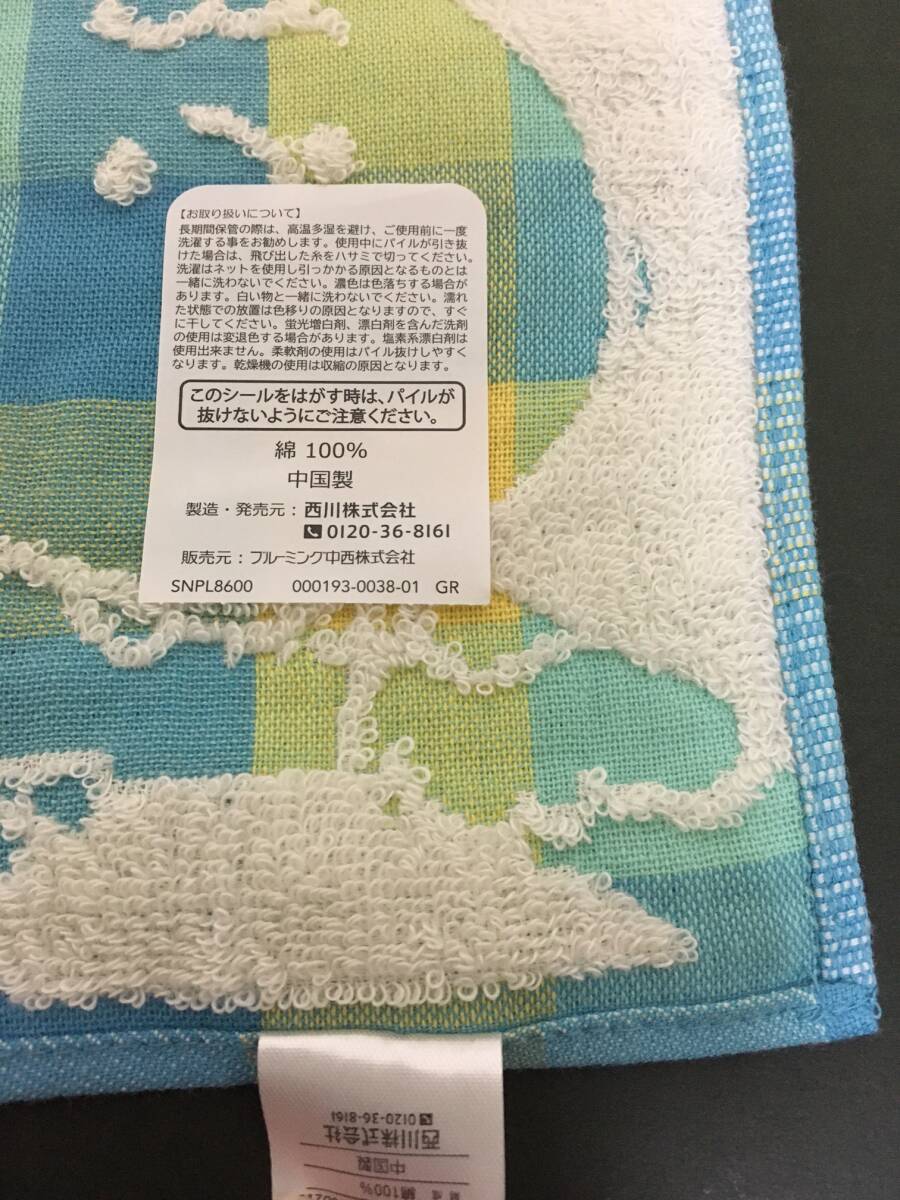 【お取り扱いについて】
長期間保管の際は、高温多湿を避け、ご使用前に一度
洗濯する事をお勧めします。使用中にパイルが引き抜
けた場合は、飛び出した糸をハサミで切ってください。
洗濯はネットを使用し引っかかる原因となるものとは
一緒に洗わないでください。濃色は色落ちする場合が
あります。白い物と一緒に洗わないでください。濡れ
た状態での放置は色移りの原因となりますので、すぐ
に干してください。蛍光増白剤、漂白剤を含んだ洗剤
の使用は変退色する場合があります。塩素系漂白剤は
使用出来ません。柔軟剤の使用はパイル抜けしやすく
なります。乾燥機の使用は収縮の原因となります。
このシールをはがす時は、パイルが
抜けないようにご注意ください。
綿 100%
中国製
製造・発売元：西川株式会社
0120-36-8161
販売元：ブルーミング中西株式会社
SNPL8600 000193-0038-01 GR
0120-36-8161
西川株式会社
中国製
綿100%